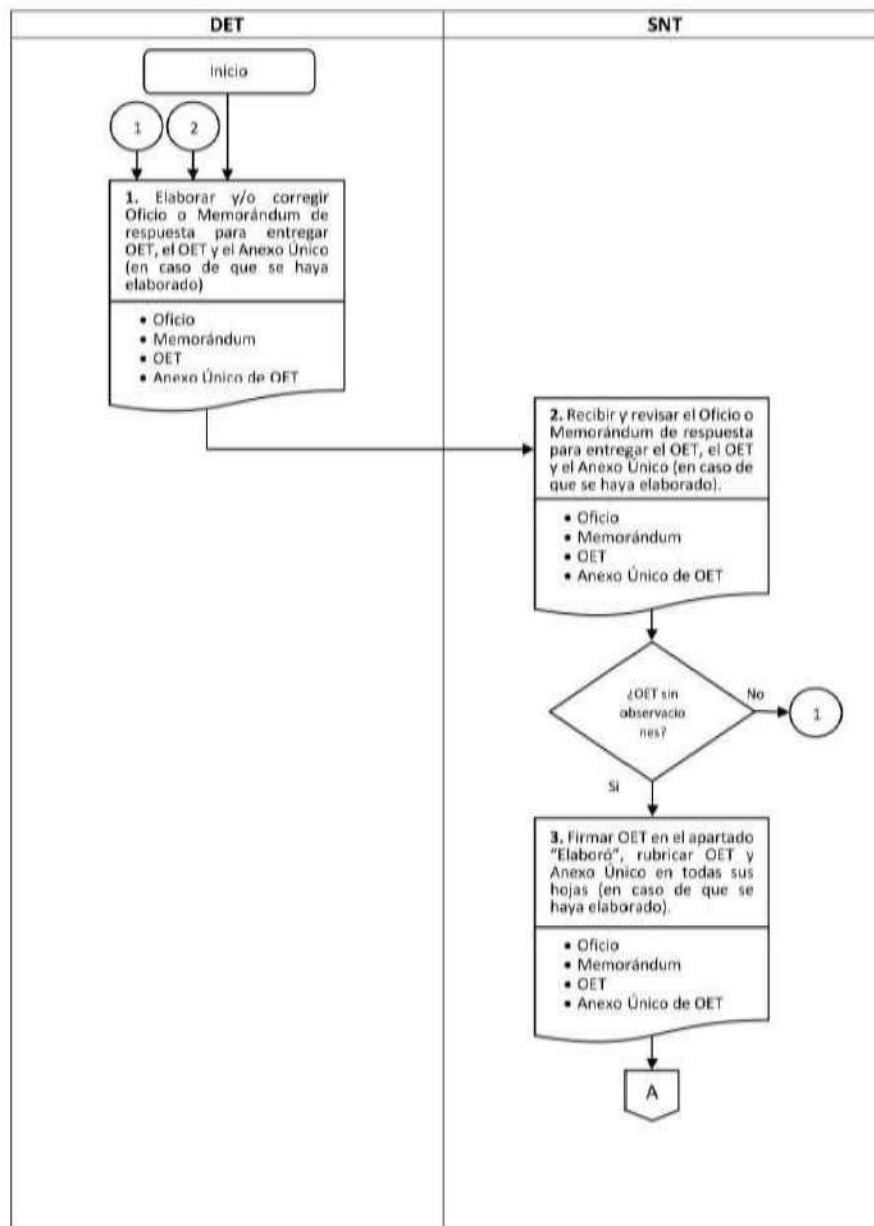 DET
SNT
Inicio
1
2
1. Elaborar y/o corregir
Oficio o Memorándum de
respuesta para entregar
OET, el OET y el Anexo Único
(en caso de que se haya
elaborado)
• Oficio
• Memorándum
• OET
• Anexo Único de OET
2. Recibir y revisar el Oficio o
Memorándum de respuesta
para entregar el OET, el OET
y el Anexo Único (en caso de
que se haya elaborado).
• Oficio
• Memorándum
• OET
• Anexo Único de OET
¿OET sin
observacio
nes?
No
1
Si
3. Firmar OET en el apartado
"Elaboró", rubricar OET y
Anexo Único en todas sus
hojas (en caso de que se
haya elaborado).
• Oficio
• Memorándum
• OET
• Anexo Único de OET
A